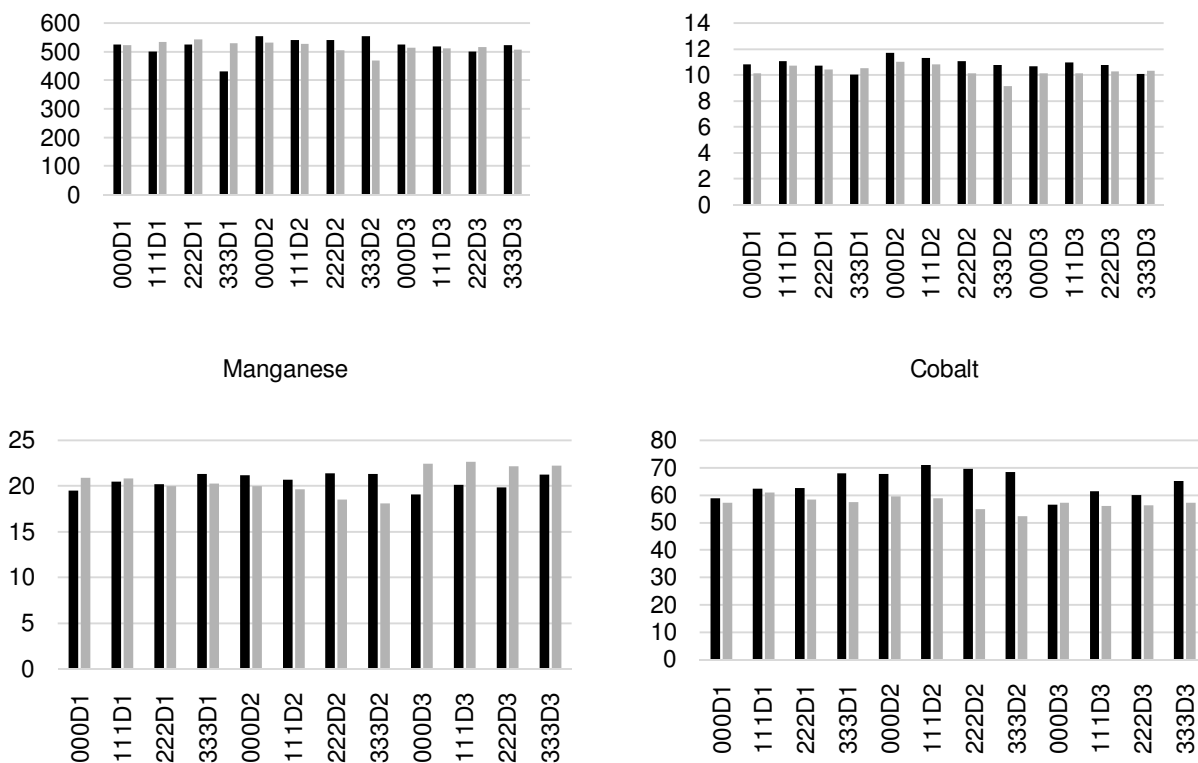 600
500
400
300
200
100
0
000D1
111D1
222D1
333D1
000D2
111D2
222D2
333D2
000D3
111D3
222D3
333D3
Manganese
14
12
10
8
6
4
2
0
000D1
111D1
222D1
333D1
000D2
111D2
222D2
333D2
000D3
111D3
222D3
333D3
Cobalt
25
20
15
10
5
0
000D1
111D1
222D1
333D1
000D2
111D2
222D2
333D2
000D3
111D3
222D3
333D3
80
70
60
50
40
30
20
10
0
000D1
111D1
222D1
333D1
000D2
111D2
222D2
333D2
000D3
111D3
222D3
333D3